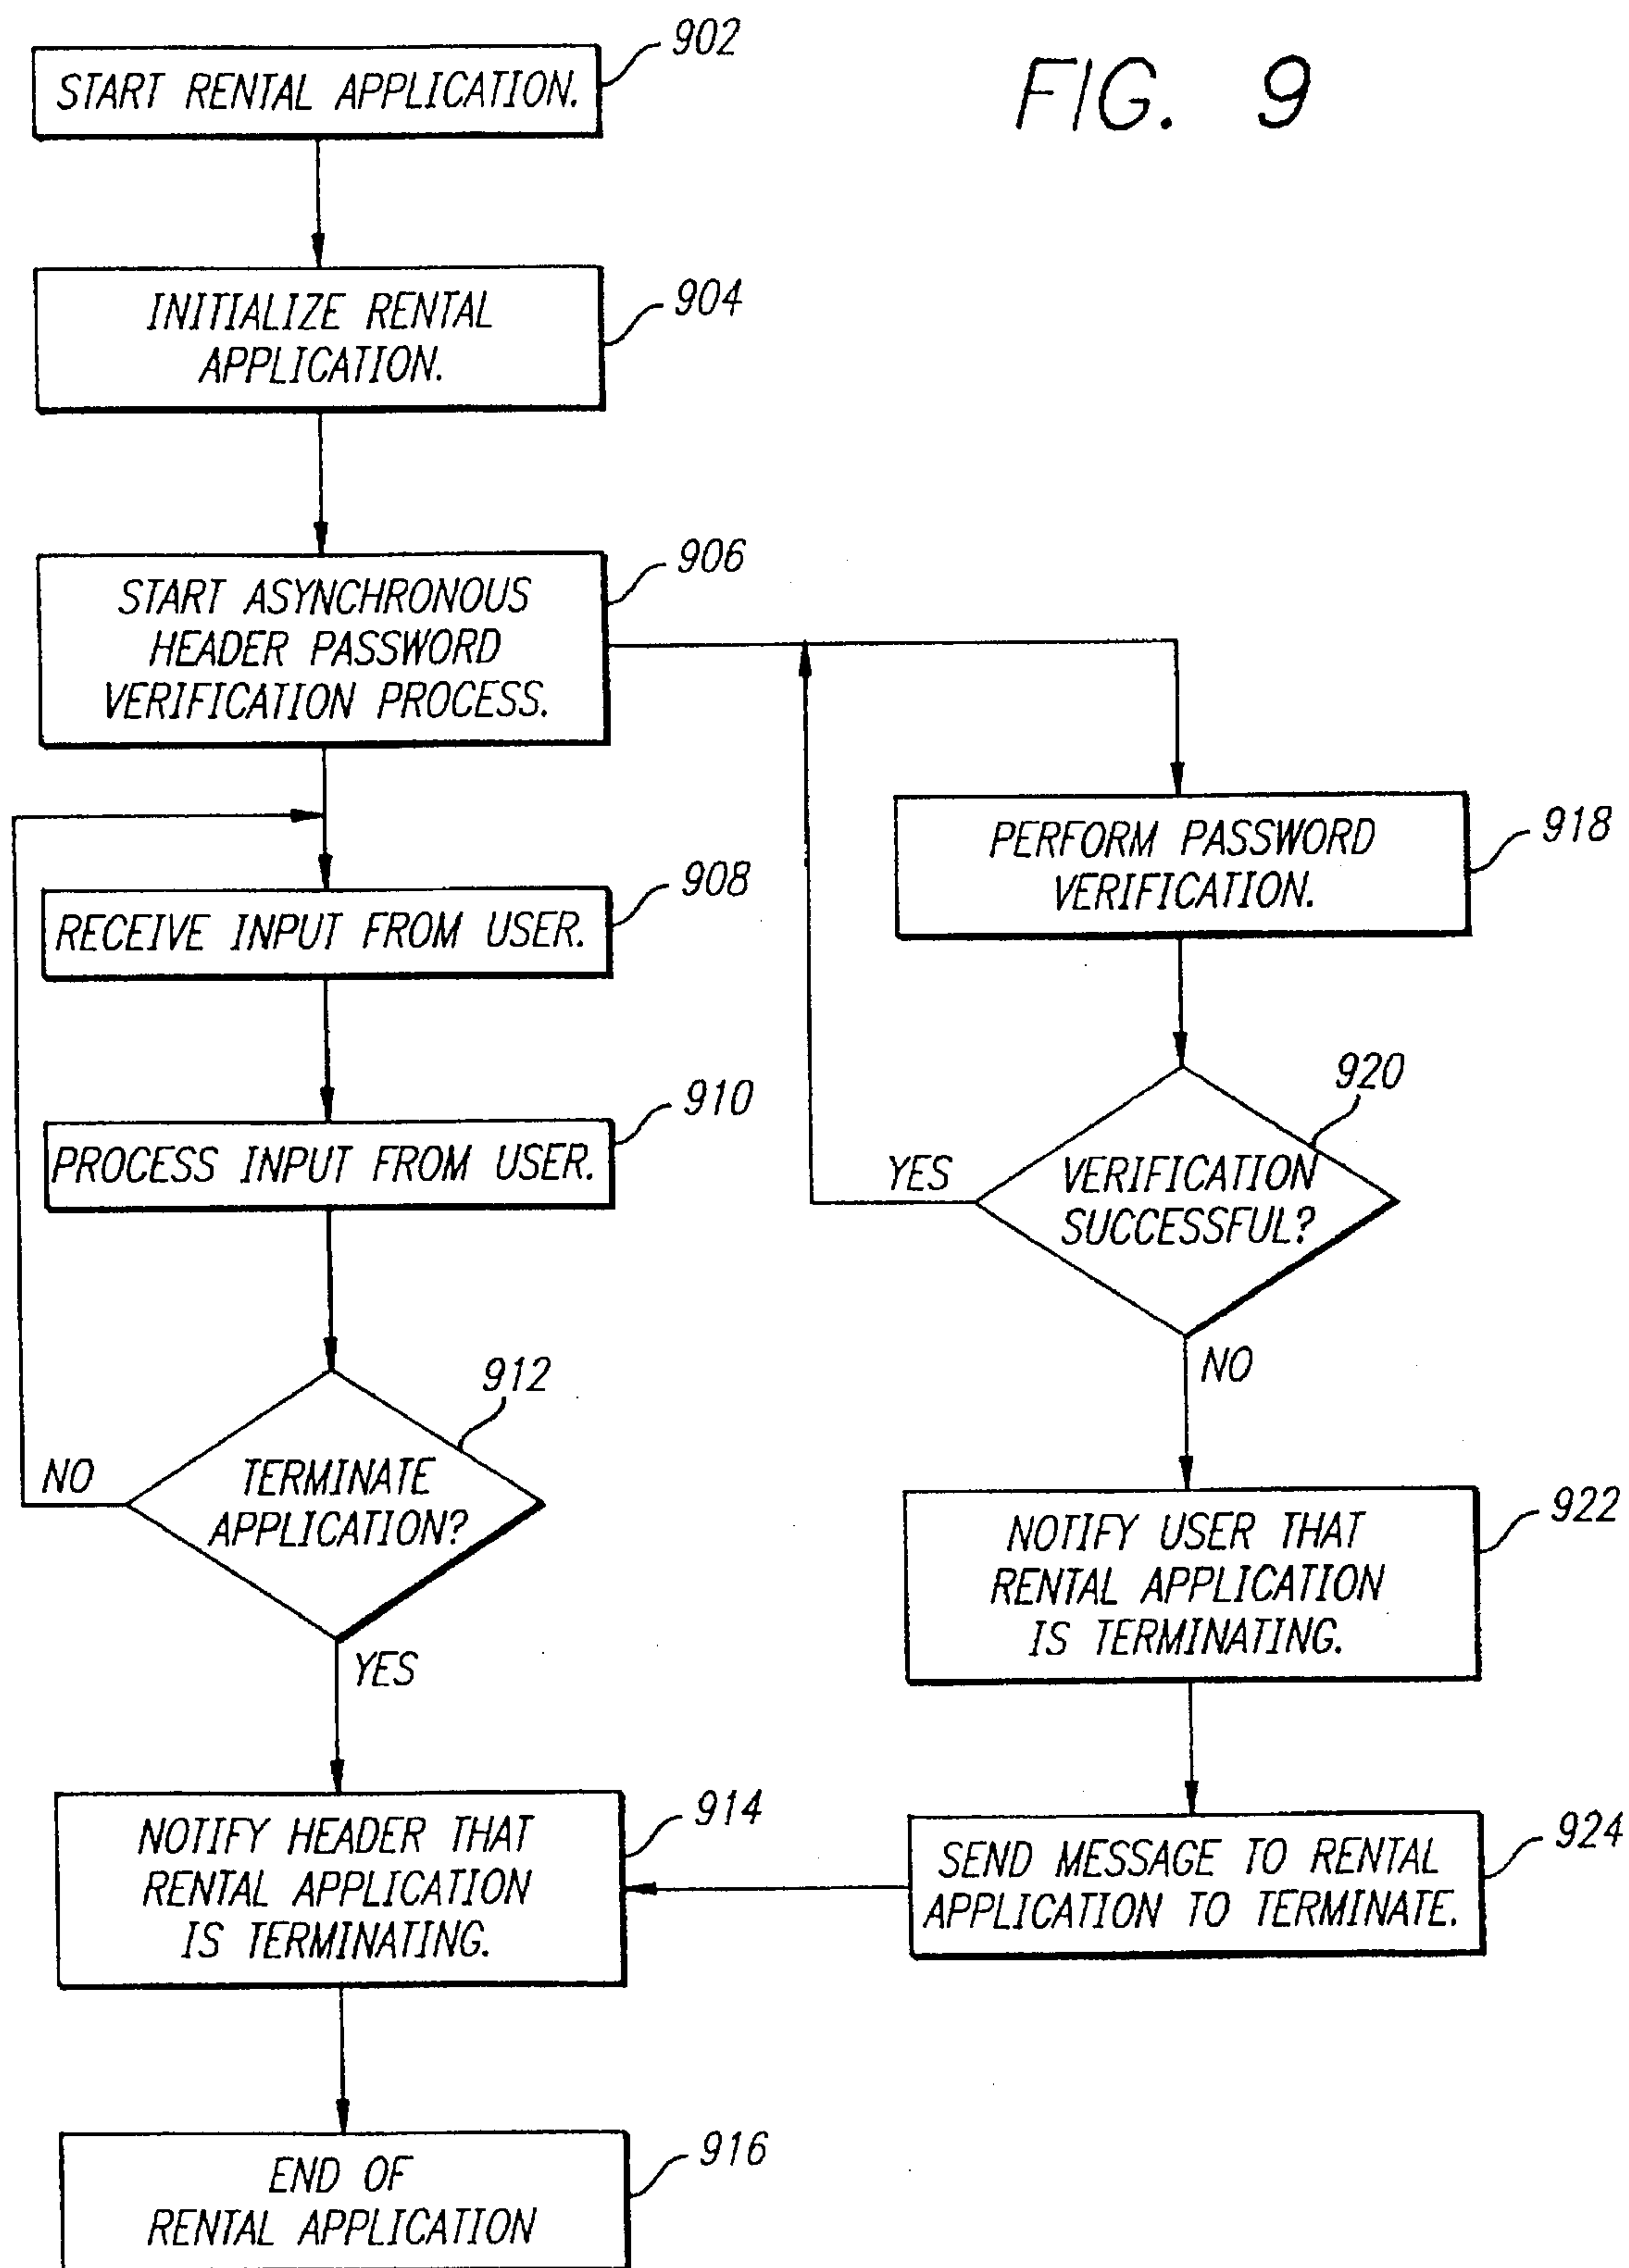 FIG. 9
902
START RENTAL APPLICATION.
904
INITIALIZE RENTAL
APPLICATION.
906
START ASYNCHRONOUS
HEADER PASSWORD
VERIFICATION PROCESS.
908
RECEIVE INPUT FROM USER.
910
PROCESS INPUT FROM USER.
912
TERMINATE
APPLICATION?
NO
YES
914
NOTIFY HEADER THAT
RENTAL APPLICATION
IS TERMINATING.
916
END OF
RENTAL APPLICATION
918
PERFORM PASSWORD
VERIFICATION.
920
VERIFICATION
SUCCESSFUL?
YES
NO
922
NOTIFY USER THAT
RENTAL APPLICATION
IS TERMINATING.
924
SEND MESSAGE TO RENTAL
APPLICATION TO TERMINATE.